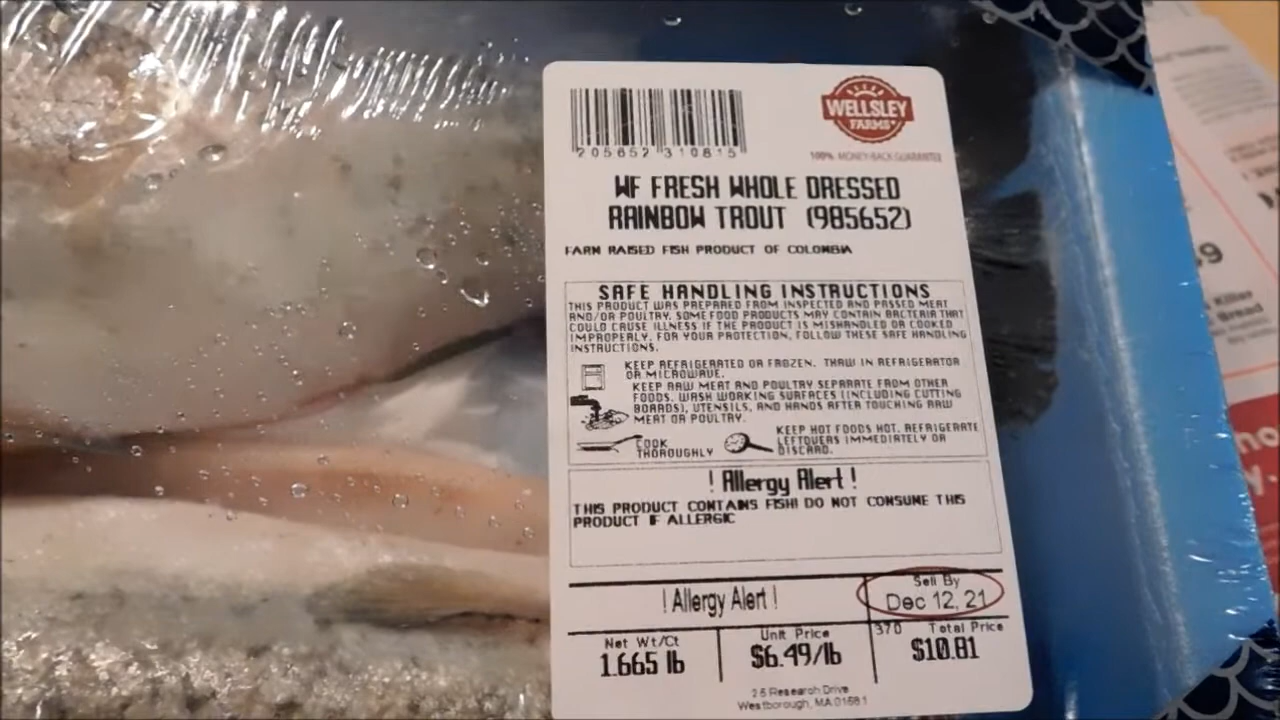 205652 310815
WELLSLEY
FARMS
100% MONEY-BACK GUARANTEE
WF FRESH WHOLE DRESSED
RAINBOW TROUT (985652)
FARM RAISED FISH PRODUCT OF COLOMBIA
SAFE HANDLING INSTRUCTIONS
THIS PRODUCT WAS PREPARED FROM INSPECTED AND PASSED MEAT
AND/OR POULTRY. SOME FOOD PRODUCTS MAY CONTAIN BACTERIA THAT
COULD CAUSE ILLNESS IF THE PRODUCT IS MISHANDLED OR COOKED
IMPROPERLY. FOR YOUR PROTECTION, FOLLOW THESE SAFE HANDLING
INSTRUCTIONS.
KEEP REFRIGERATED OR FROZEN. THAW IN REFRIGERATOR
OR MICROWAVE.
KEEP RAW MEAT AND POULTRY SEPARATE FROM OTHER
FOODS. WASH WORKING SURFACES (INCLUDING CUTTING
BOARDS), UTENSILS, AND HANDS AFTER TOUCHING RAW
MEAT OR POULTRY.
COOK
THOROUGHLY
KEEP HOT FOODS HOT. REFRIGERATE
LEFTOVERS IMMEDIATELY OR
DISCARD.
! Allergy Alert !
THIS PRODUCT CONTAINS FISH! DO NOT CONSUME THIS
PRODUCT IF ALLERGIC
! Allergy Alert !
Sell By
Dec 12, 21
Net Wt/Ct
1.665 lb
Unit Price
$6.49/lb
370 Total Price
$10.81
25 Research Drive
Westborough, MA 01581
9
Killer
Bread